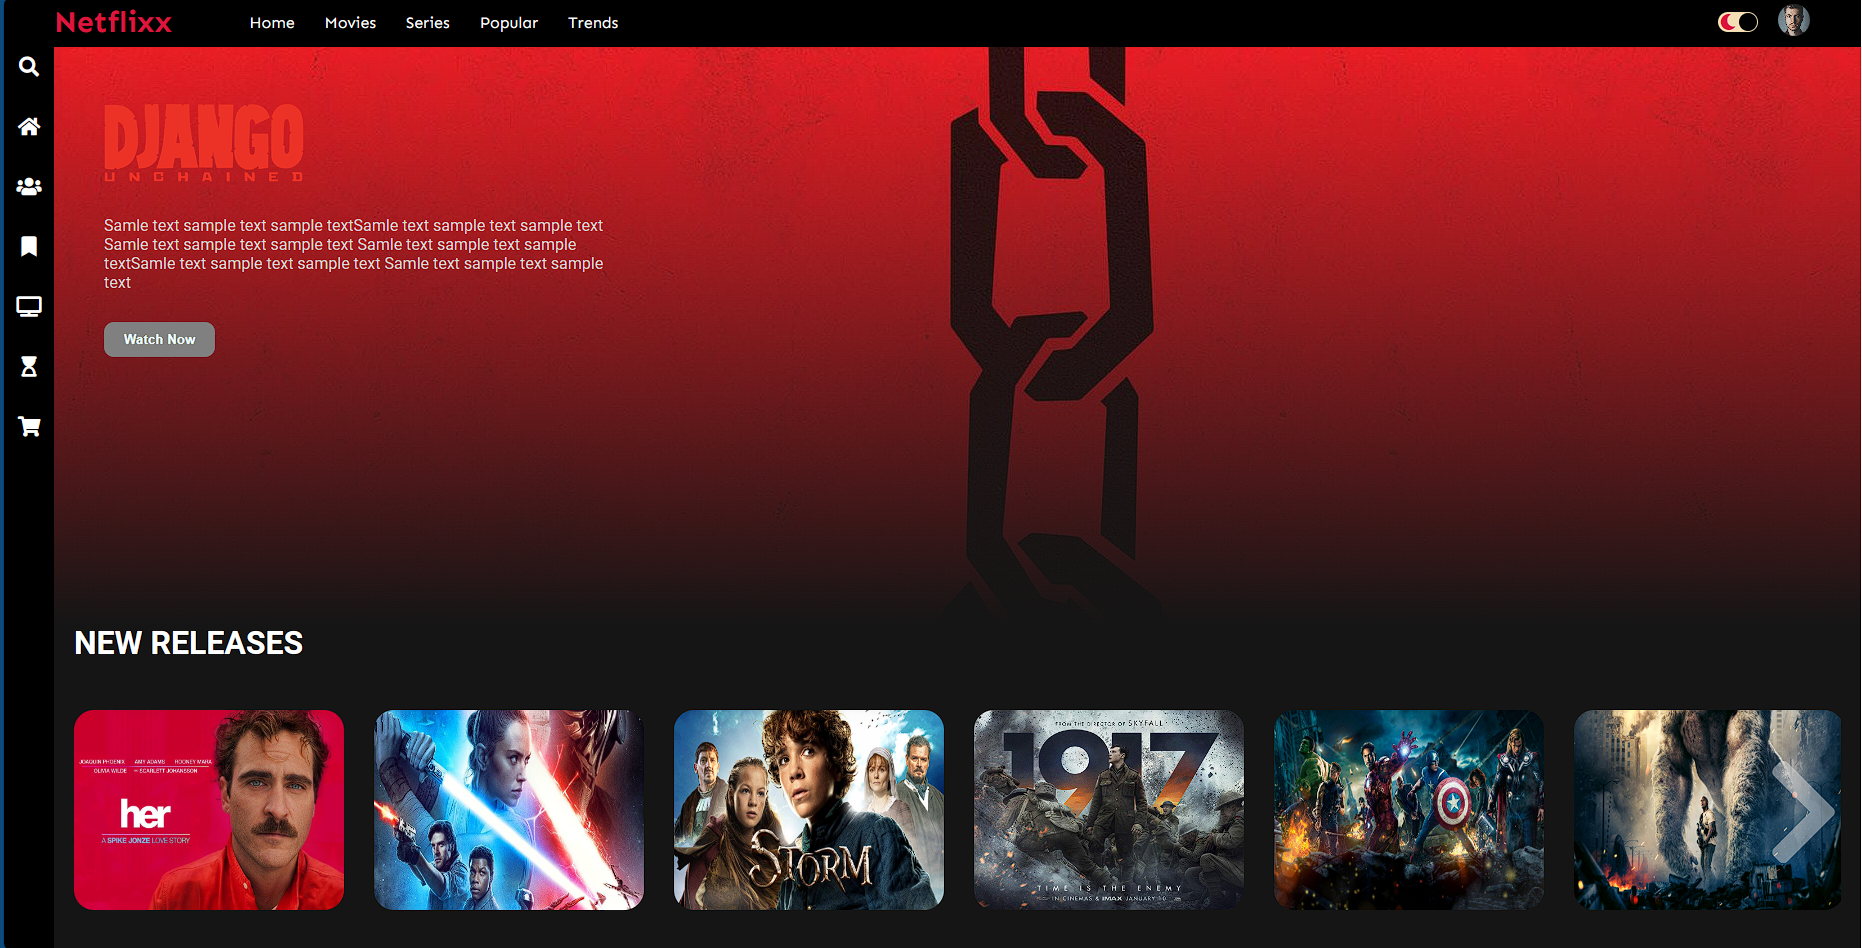 Netflixx
Home
Movies
Series
Popular
Trends
DJANGO
UNCHAINED
Samle text sample text sample textSamle text sample text sample text
Samle text sample text sample text Samle text sample text sample
textSamle text sample text sample text Samle text sample text sample
text
Watch Now
NEW RELEASES
JOAQUIN PHOENIX AMY ADAMS ROONEY MARA
OLIVIA WILDE AND SCARLETT JOHANSSON
her
A SPIKE JONZE LOVE STORY
STORM
FROM THE DIRECTOR OF SKYFALL
1917
TIME IS THE ENEMY
IN CINEMAS & IMAX JANUARY 10